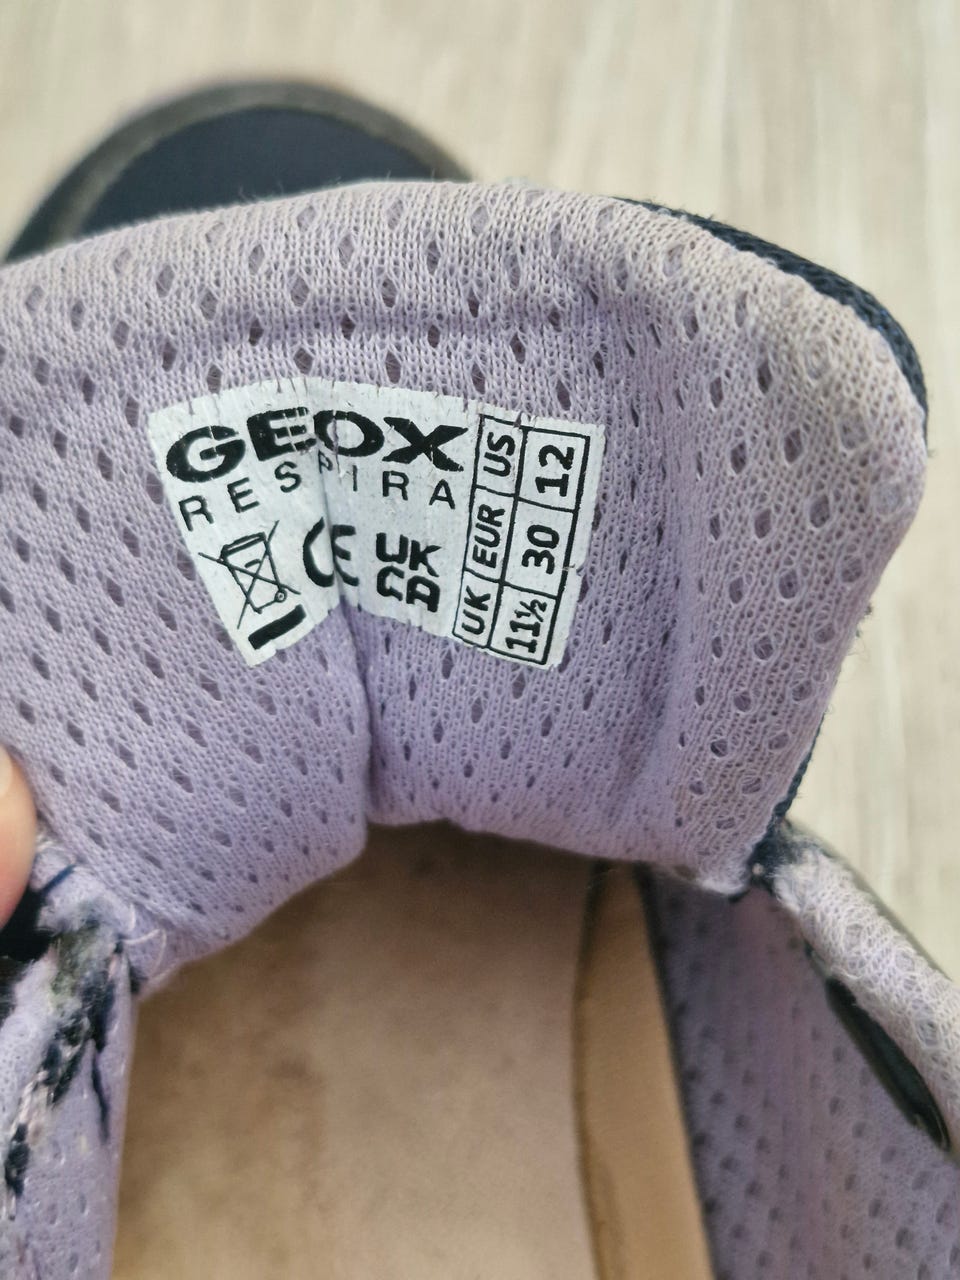 GEOX
RESPIRA
CE
UK
CA
US 12
EUR 30
UK 11½